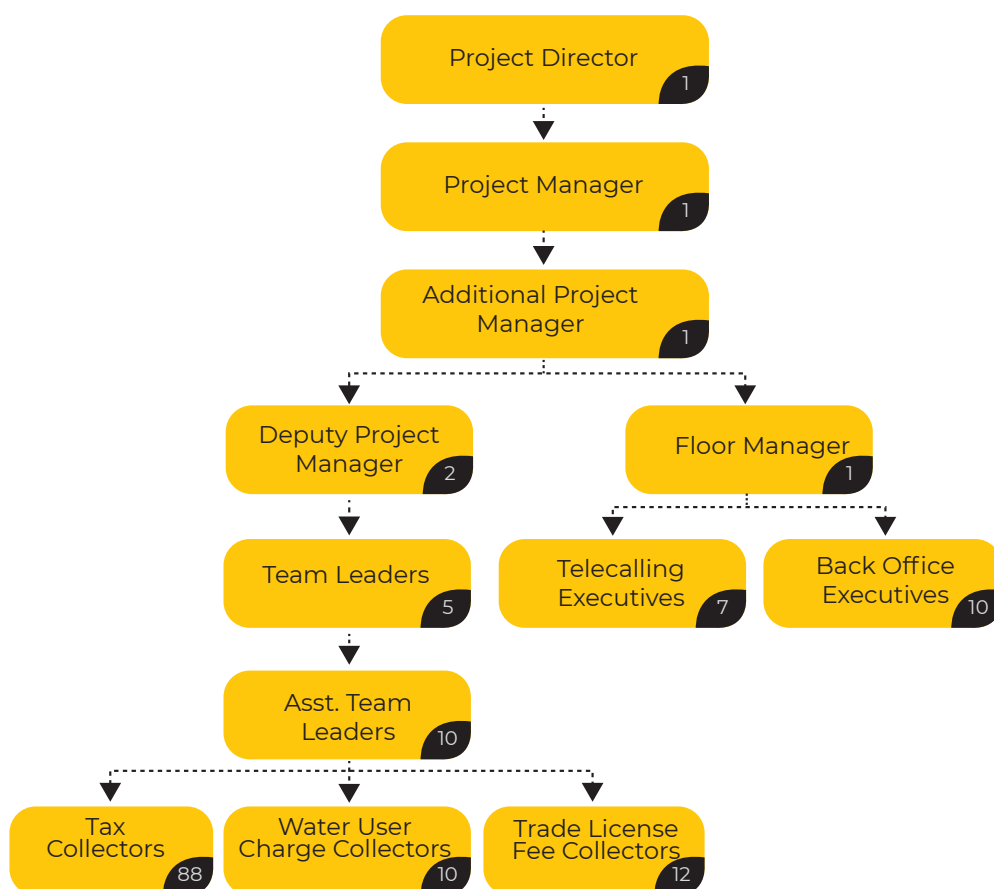 Project Director
1
Project Manager
1
Additional Project
Manager
1
Deputy Project
Manager
2
Floor Manager
1
Team Leaders
5
Telecalling
Executives
7
Back Office
Executives
10
Asst. Team
Leaders
10
Tax
Collectors
88
Water User
Charge Collectors
10
Trade License
Fee Collectors
12